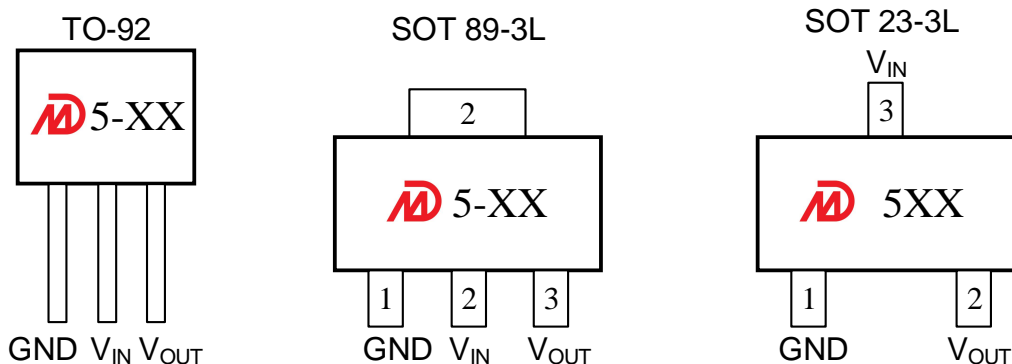 TO-92
5-XX
GND VIN VOUT
SOT 89-3L
2
5-XX
1 2 3
GND VIN VOUT
SOT 23-3L
VIN
3
5XX
1 2
GND VOUT